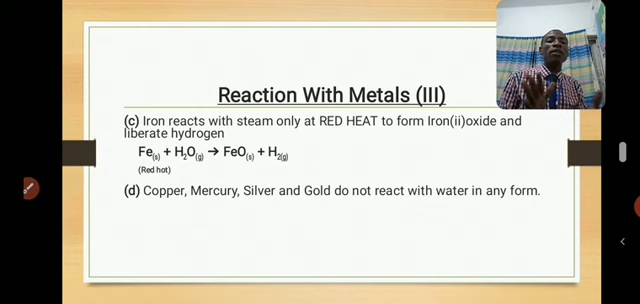 Reaction With Metals (III)
(c) Iron reacts with steam only at RED HEAT to form Iron(ii)oxide and
liberate hydrogen
Fe(s) + H2O(g) → FeO(s) + H2(g)
(Red hot)
(d) Copper, Mercury, Silver and Gold do not react with water in any form.